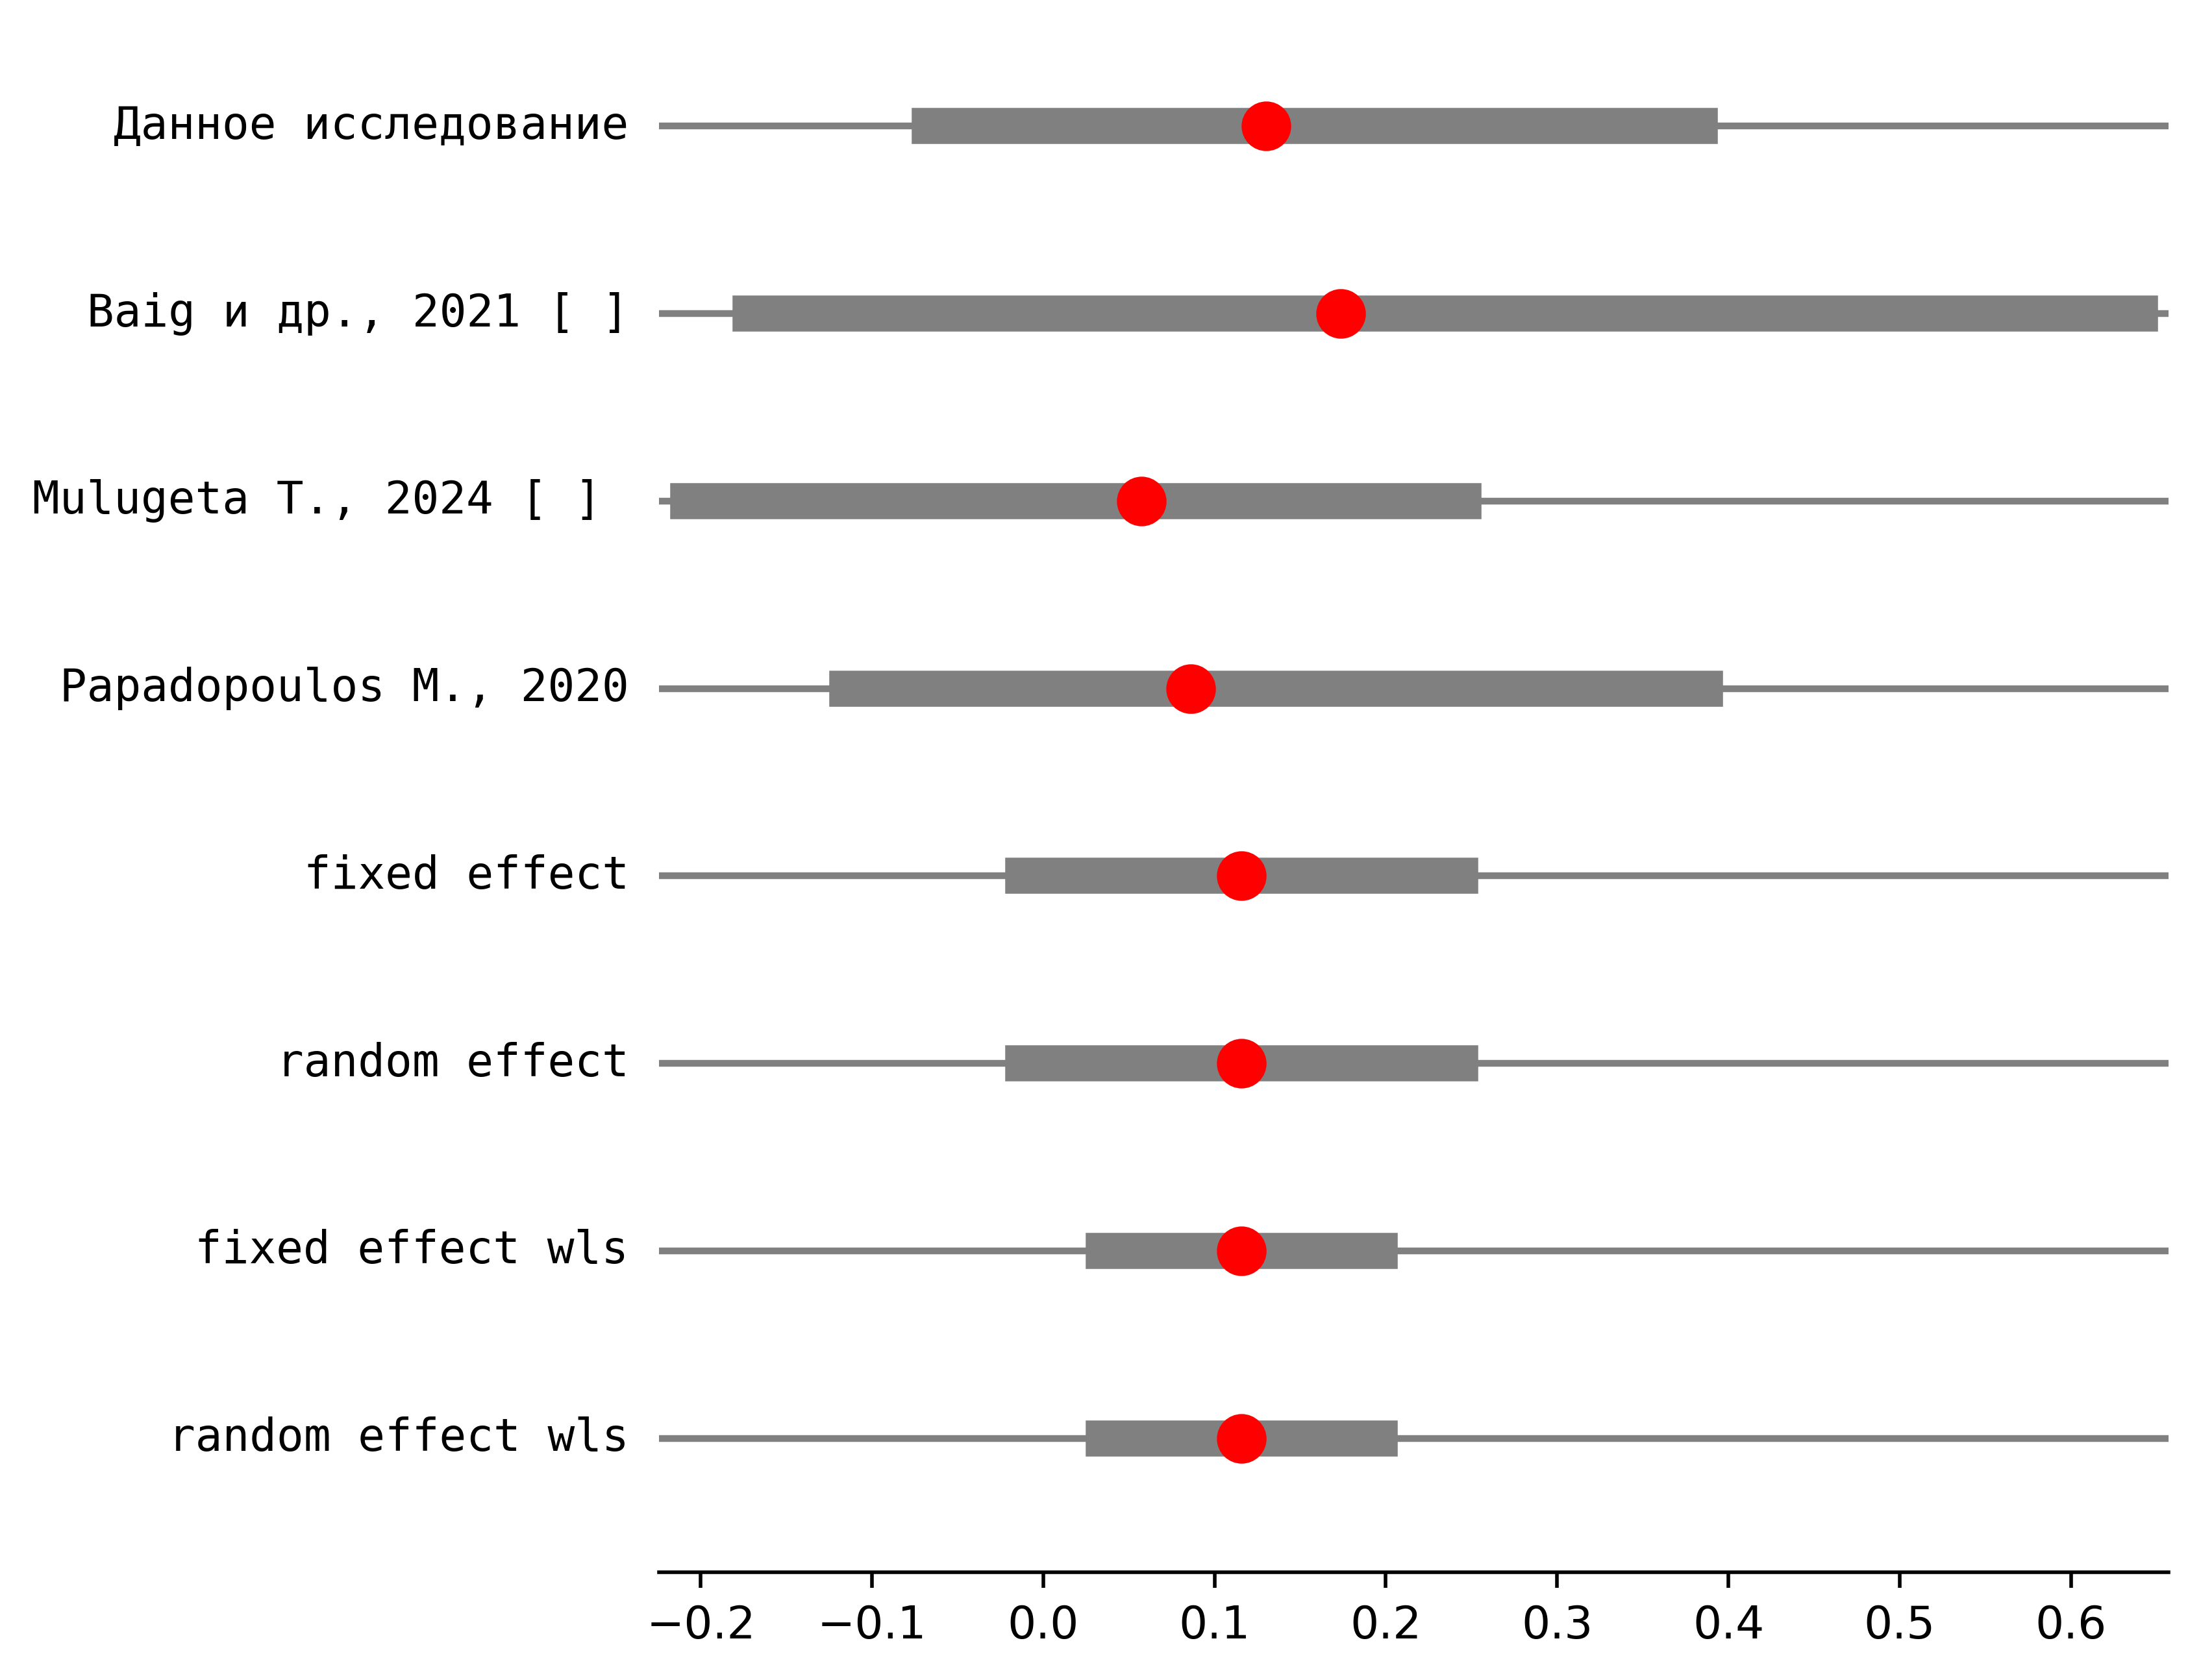 Данное исследование
Baig и др., 2021 [ ]
Mulugeta T., 2024 [ ]
Papadopoulos M., 2020
fixed effect
random effect
fixed effect wls
random effect wls
−0.2 −0.1 0.0 0.1 0.2 0.3 0.4 0.5 0.6